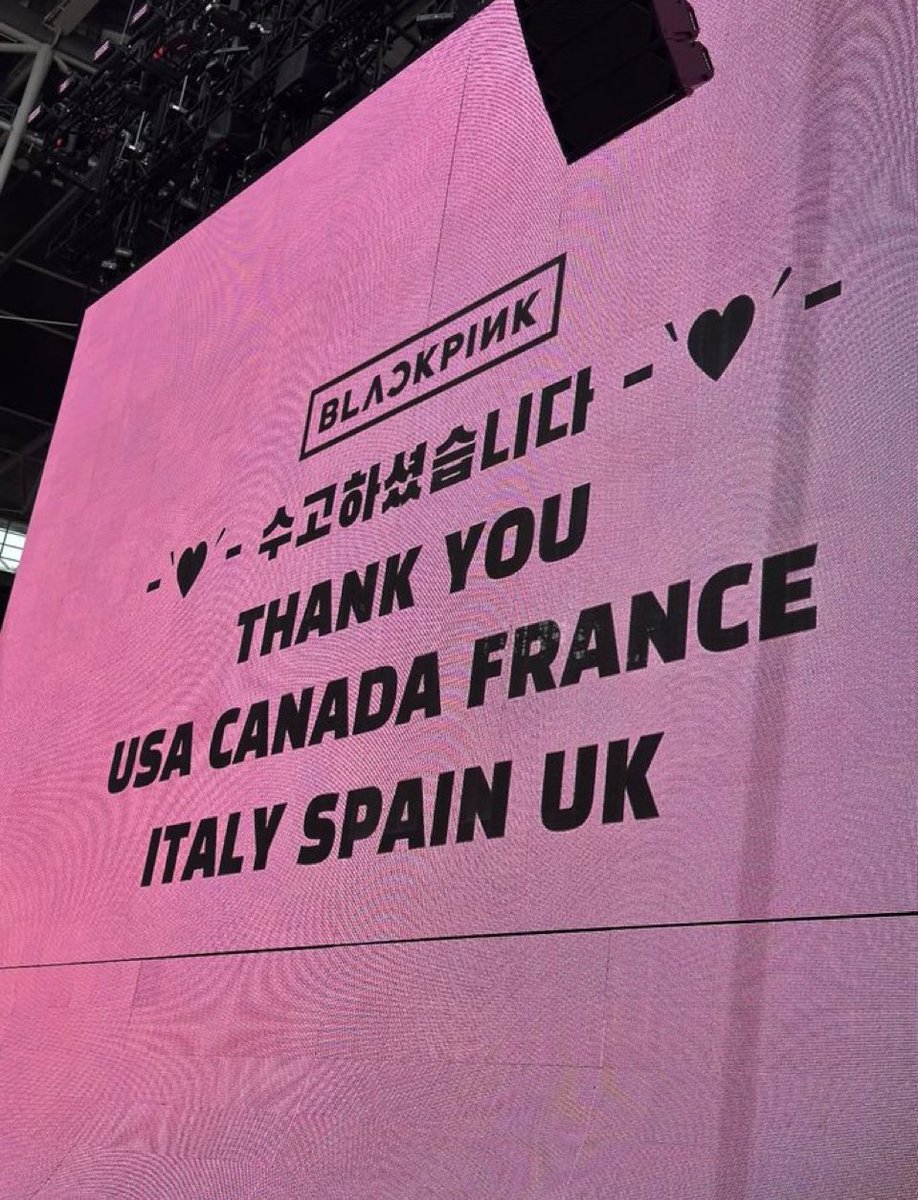 BLACKPINK
-`♥´- 수고하셨습니다 -`♥´-
THANK YOU
USA CANADA FRANCE
ITALY SPAIN UK